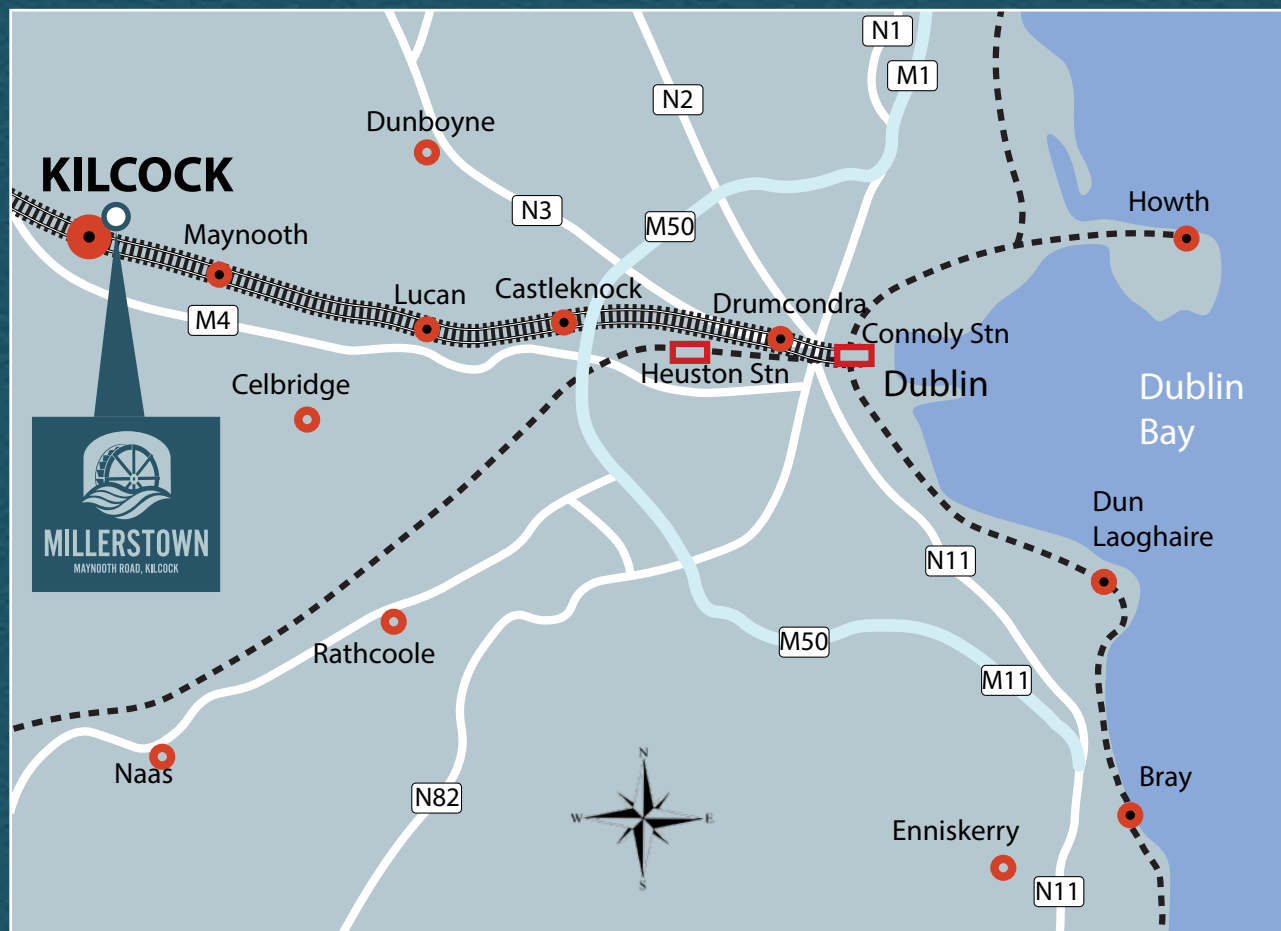 N1
M1
N2
Dunboyne
KILCOCK
Howth
N3
M50
Maynooth
Lucan
Castleknock
Drumcondra
M4
Connoly Stn
Heuston Stn
Dublin
Celbridge
Dublin
Bay
MILLERSTOWN
MAYNOOTH ROAD, KILCOCK
Dun
Laoghaire
N11
Rathcoole
M50
M11
Naas
N
W
E
S
N82
Bray
Enniskerry
N11